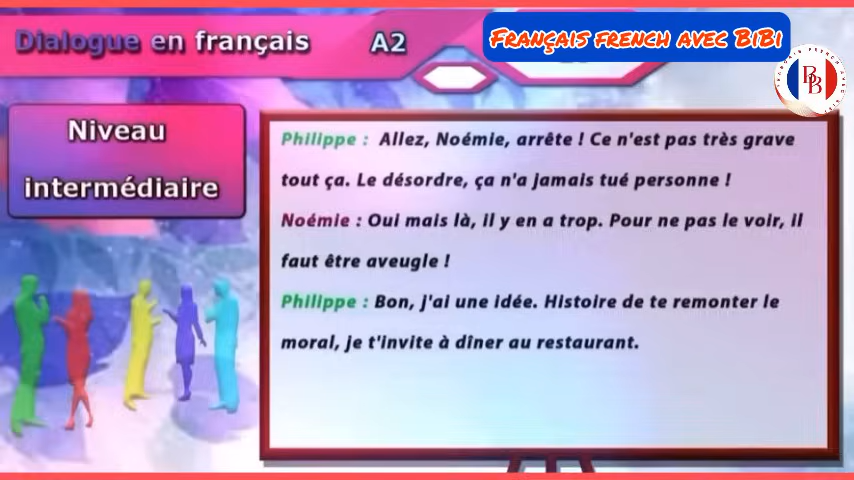 Dialogue en français
A2
Français french avec BiBi
Niveau
intermédiaire
Philippe : Allez, Noémie, arrête ! Ce n'est pas très grave
tout ça. Le désordre, ça n'a jamais tué personne !
Noémie : Oui mais là, il y en a trop. Pour ne pas le voir, il
faut être aveugle !
Philippe : Bon, j'ai une idée. Histoire de te remonter le
moral, je t'invite à dîner au restaurant.